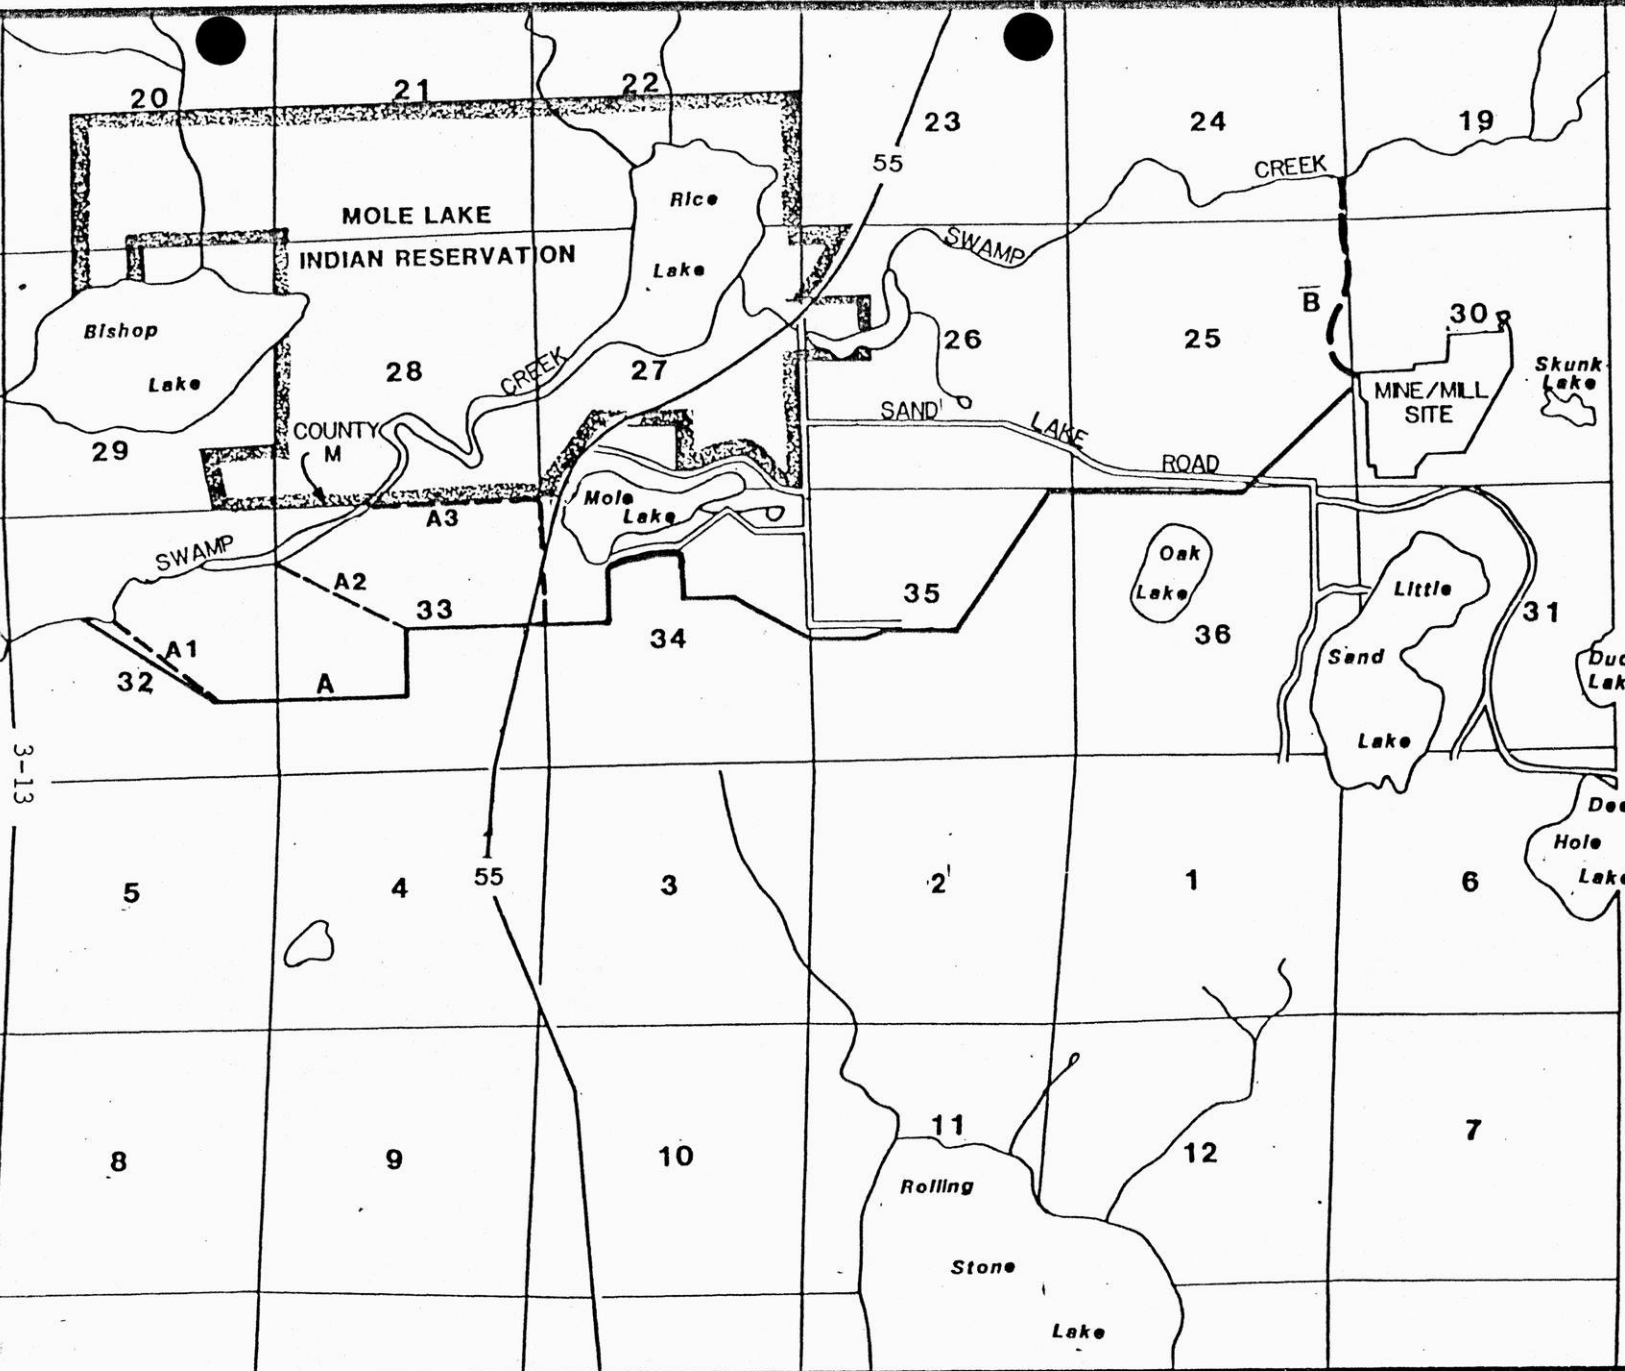 20
21
22
23
24
19
55
CREEK
Rice
Lake
MOLE LAKE
INDIAN RESERVATION
SWAMP
B
30
Bishop
Lake
28
CREEK
27
26
25
Skunk
Lake
MINE/MILL
SITE
29
COUNTY
M
SAND
LAKE
ROAD
Mole
Lake
A3
SWAMP
A2
33
34
35
Oak
Lake
36
Little
Sand
Lake
31
A1
32
A
3-13
Hole
Lake
5
4
55
3
2
1
6
8
9
10
11
12
7
Rolling
Stone
Lake